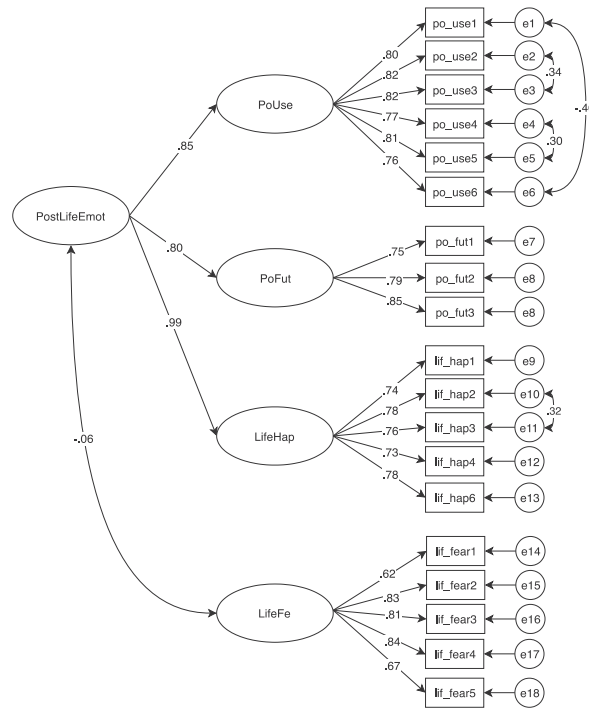 po_use1 e1
.80
po_use2 e2
.82
.34
po_use3 e3
.82
PoUse
-.40
.77
po_use4 e4
.30
.81
po_use5 e5
.85
.76
po_use6 e6
PostLifeEmot
po_fut1 e7
.75
.80
PoFut
po_fut2 e8
.79
.85
po_fut3 e8
.99
lif_hap1 e9
.74
lif_hap2 e10
.78
.32
lif_hap3 e11
.76
LifeHap
-.06
.73
lif_hap4 e12
.78
lif_hap6 e13
lif_fear1 e14
.62
lif_fear2 e15
.83
LifeFe
.81
lif_fear3 e16
.84
lif_fear4 e17
.67
lif_fear5 e18